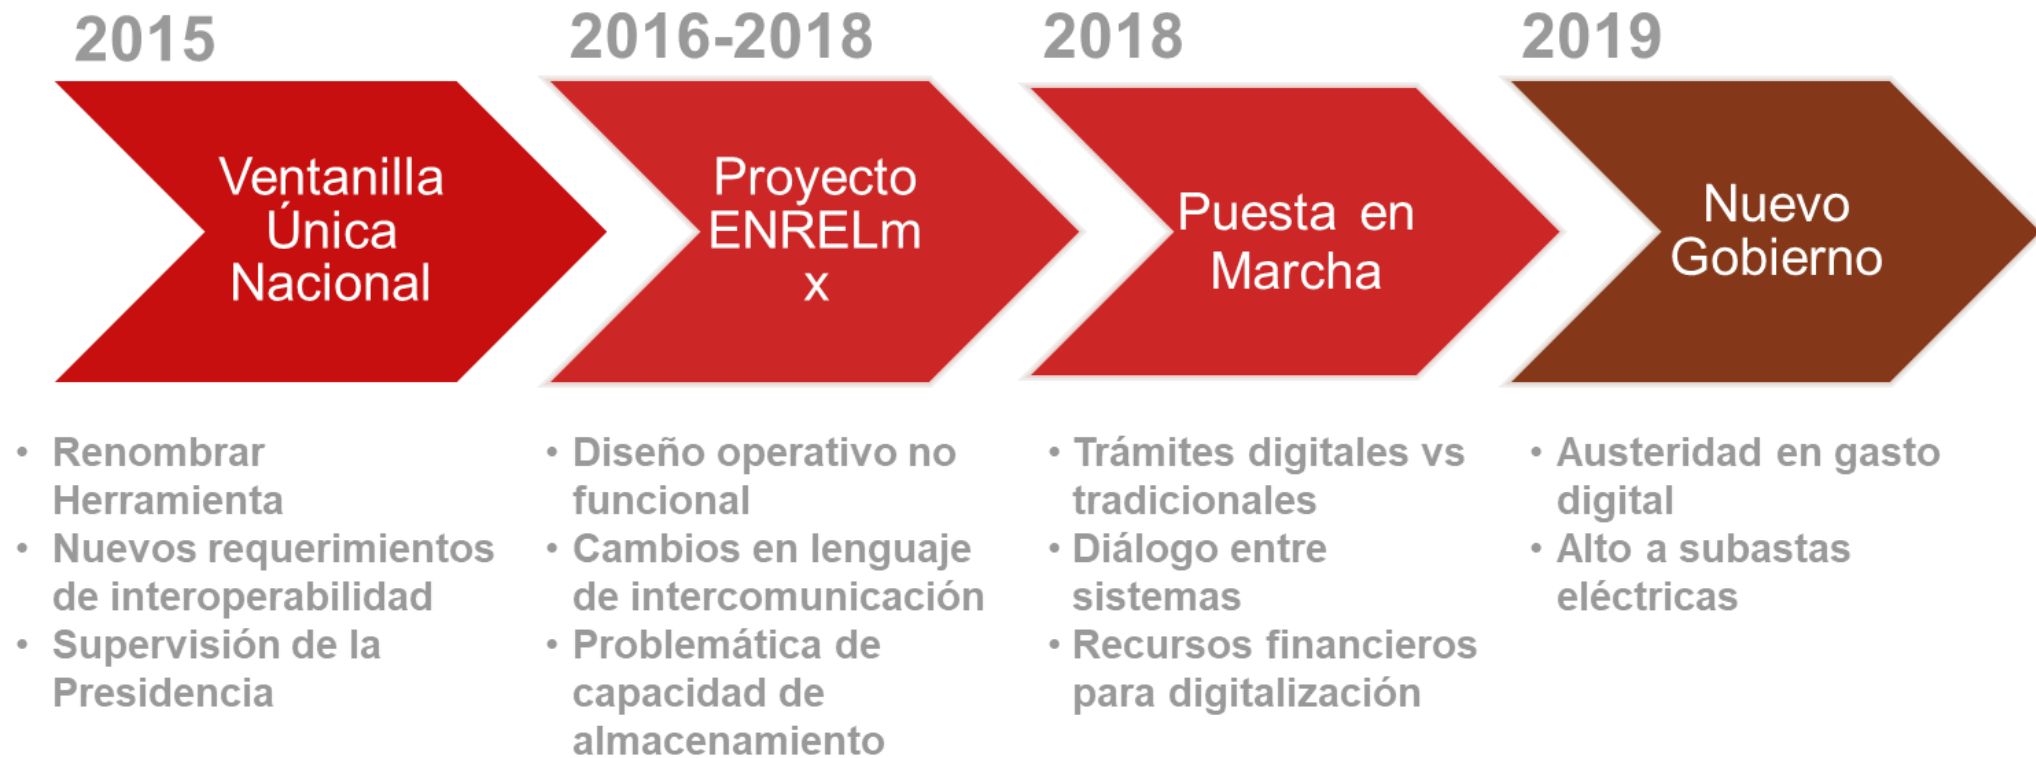 2015
Ventanilla
Única
Nacional
• Renombrar
Herramienta
• Nuevos requerimientos
de interoperabilidad
• Supervisión de la
Presidencia
2016-2018
Proyecto
ENRELm
x
• Diseño operativo no
funcional
• Cambios en lenguaje
de intercomunicación
• Problemática de
capacidad de
almacenamiento
2018
Puesta en
Marcha
• Trámites digitales vs
tradicionales
• Diálogo entre
sistemas
• Recursos financieros
para digitalización
2019
Nuevo
Gobierno
• Austeridad en gasto
digital
• Alto a subastas
eléctricas